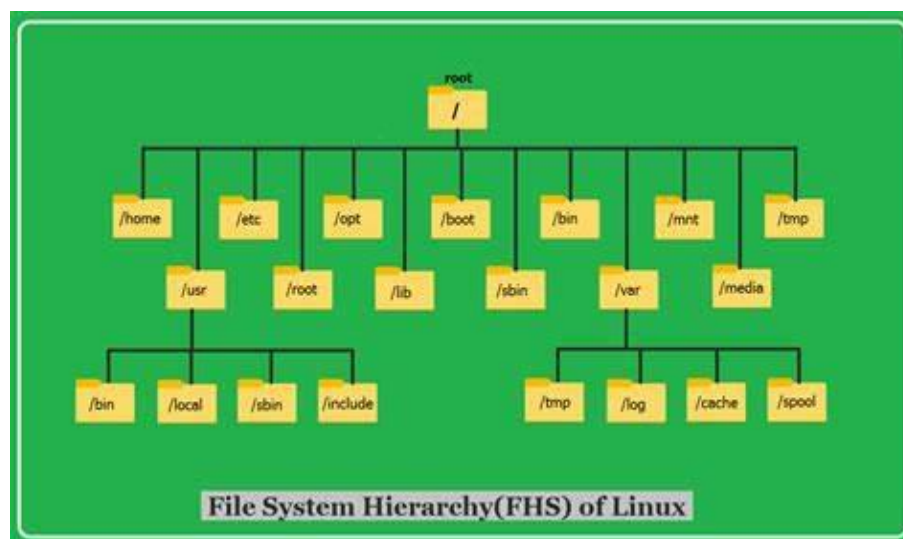 root
/
/home /etc /opt /boot /bin /mnt /tmp
/usr /root /lib /sbin /var /media
/bin /local /sbin /include /tmp /log /cache /spool
File System Hierarchy(FHS) of Linux